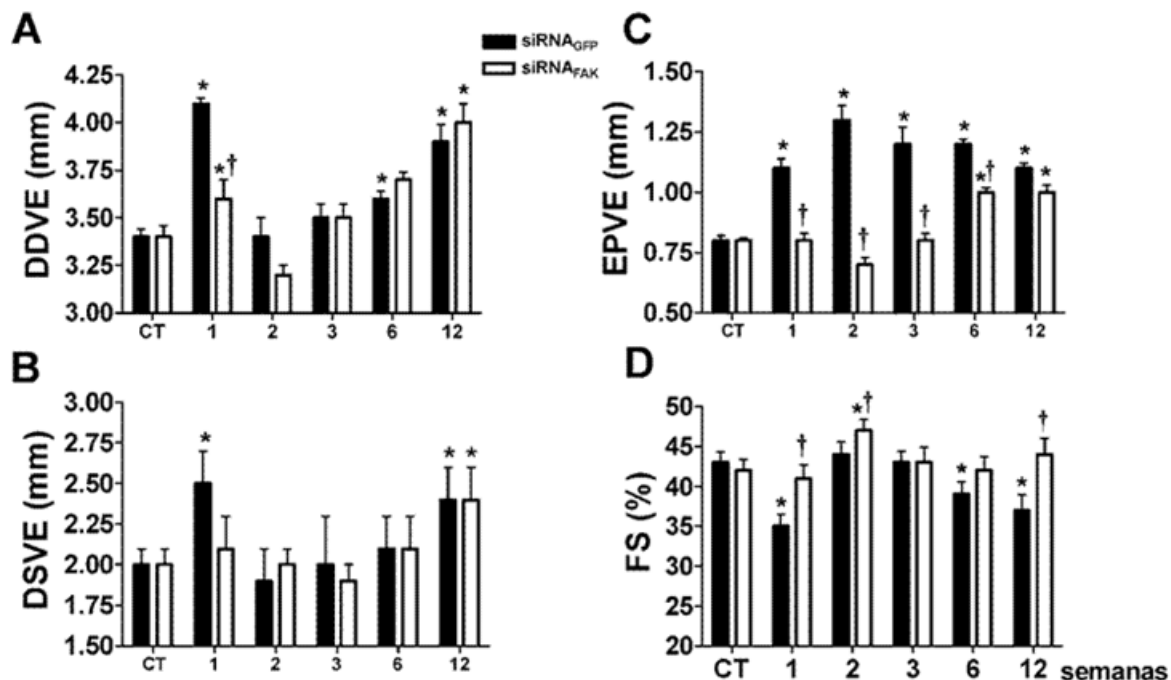 A
siRNAGFP
siRNAFAK
DDVE (mm)
4.25
4.00
3.75
3.50
3.25
3.00
* *† * * *
CT 1 2 3 6 12
C
EPVE (mm)
1.50
1.25
1.00
0.75
0.50
* † * † * † * *† * *
CT 1 2 3 6 12
B
DSVE (mm)
3.00
2.75
2.50
2.25
2.00
1.75
1.50
* * *
CT 1 2 3 6 12
D
FS (%)
50
45
40
35
30
25
20
* † *† * * †
CT 1 2 3 6 12 semanas